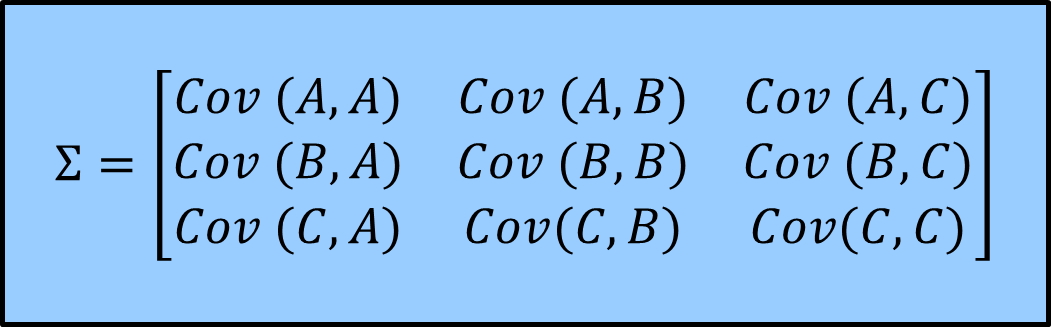 Cov (A, A) Cov (A, B) Cov (A, C)
Σ = Cov (B, A) Cov (B, B) Cov (B, C)
Cov (C, A) Cov(C, B) Cov(C, C)